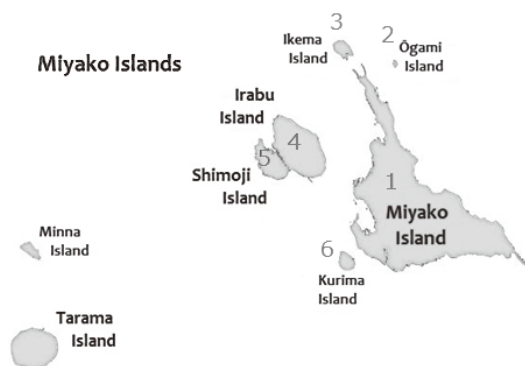 Miyako Islands
3
Ikema
Island
2
Ōgami
Island
Irabu
Island
4
5
Shimoji
Island
1
Miyako
Island
Minna
Island
6
Kurima
Island
Tarama
Island